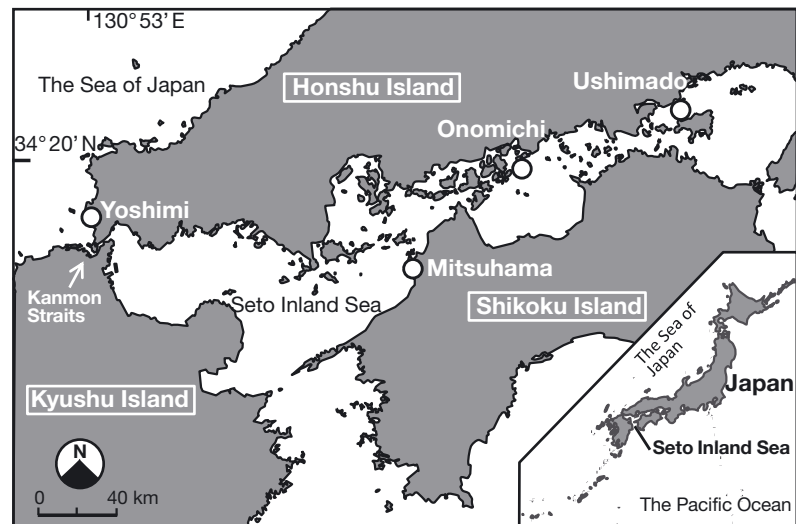 130°53’E
The Sea of Japan
Honshu Island
Ushimado
Onomichi
34°20’N
Yoshimi
Kanmon
Straits
Seto Inland Sea
Mitsuhama
Shikoku Island
Kyushu Island
N
0 40 km
The Sea of
Japan
Japan
Seto Inland Sea
The Pacific Ocean